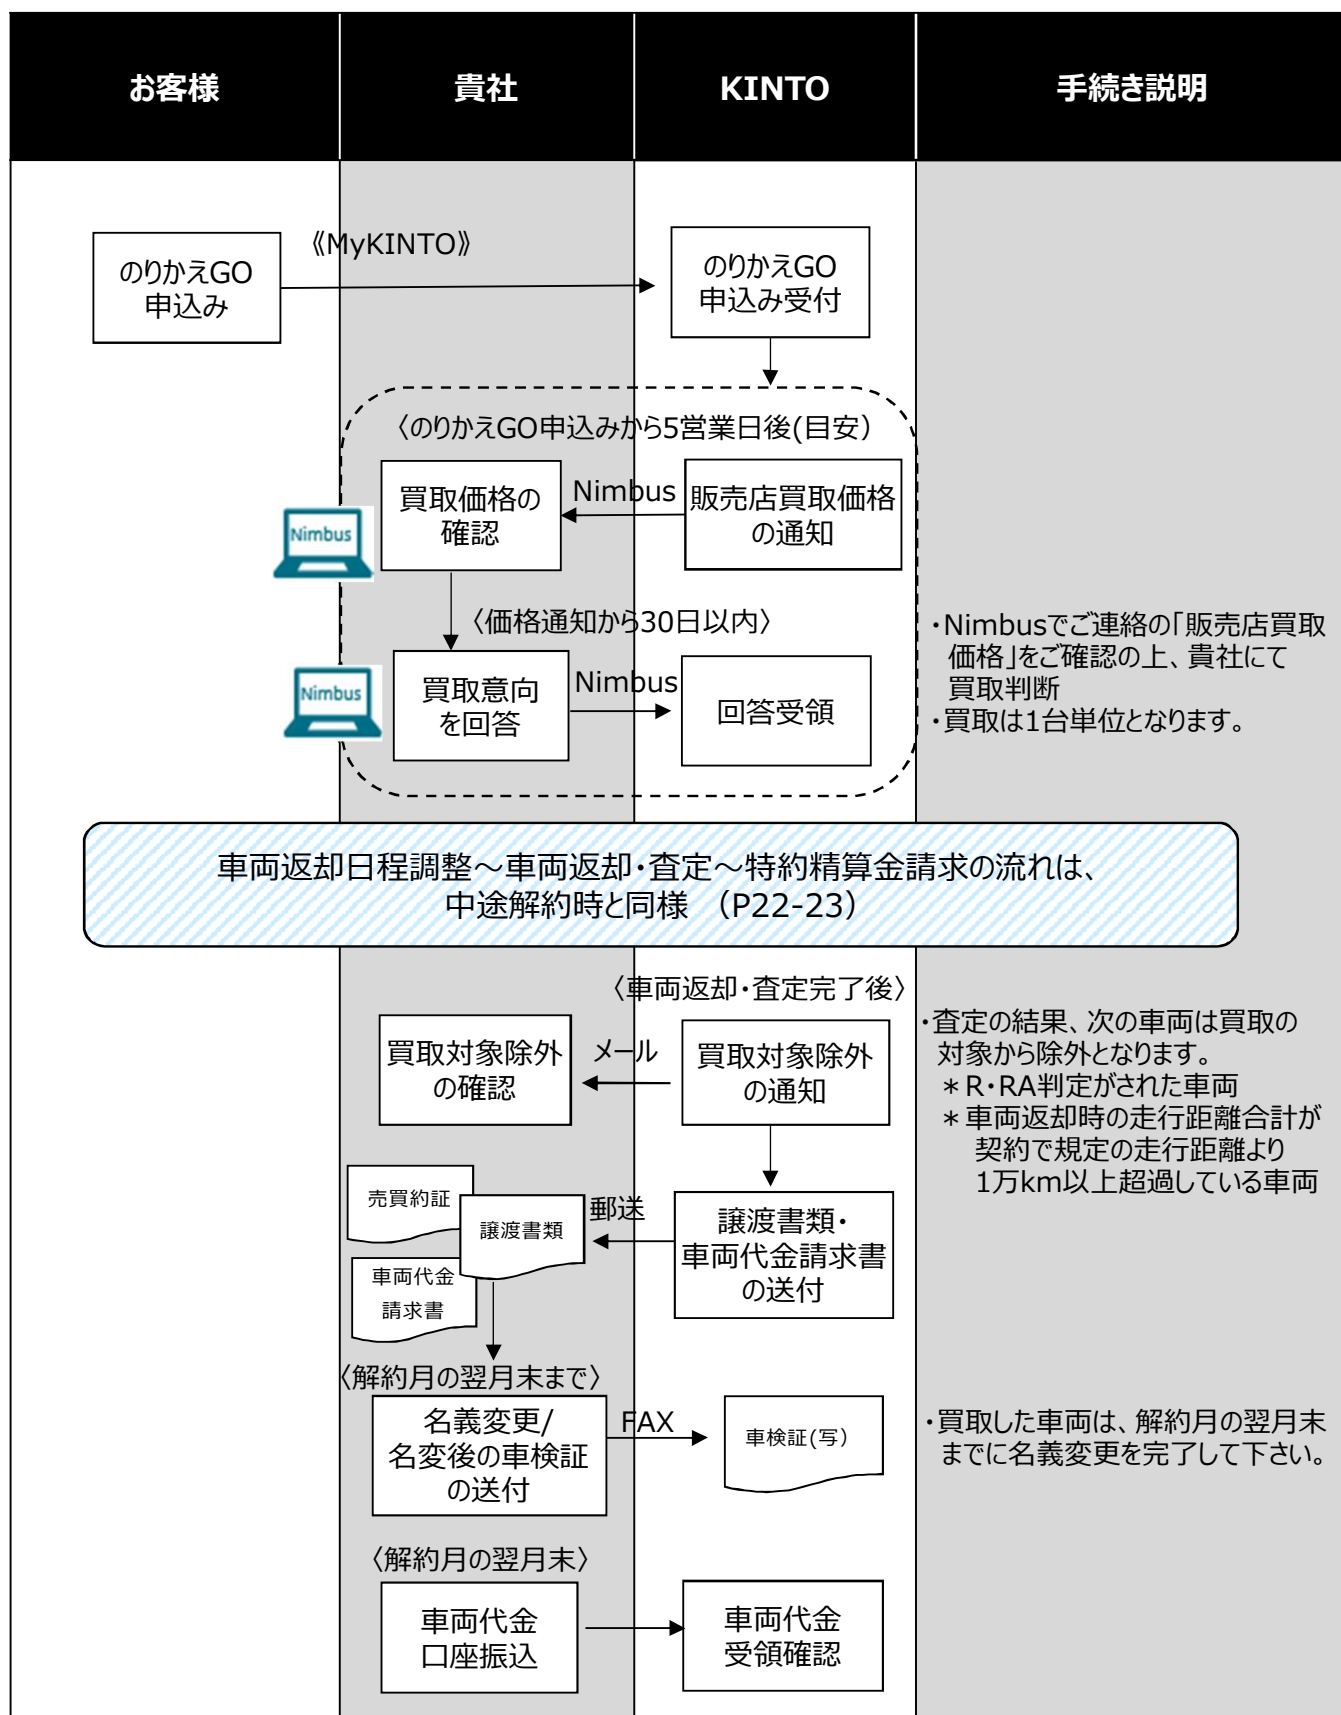 お客様
貴社
KINTO
手続き説明
《MyKINTO》
のりかえGO
申込み
のりかえGO
申込み受付
〈のりかえGO申込みから5営業日後(目安）
買取価格の
確認
Nimbus
販売店買取価格
の通知
Nimbus
〈価格通知から30日以内〉
Nimbus
買取意向
を回答
Nimbus
回答受領
・Nimbusでご連絡の「販売店買取
価格」をご確認の上、貴社にて
買取判断
・買取は1台単位となります。
車両返却日程調整～車両返却・査定～特約精算金請求の流れは、
中途解約時と同様 （P22-23）
〈車両返却・査定完了後〉
買取対象除外
の確認
メール
買取対象除外
の通知
・査定の結果、次の車両は買取の
対象から除外となります。
＊R・RA判定がされた車両
＊車両返却時の走行距離合計が
契約で規定の走行距離より
1万km以上超過している車両
売買約証
譲渡書類
車両代金
請求書
郵送
譲渡書類・
車両代金請求書
の送付
〈解約月の翌月末まで〉
名義変更/
名変後の車検証
の送付
FAX
車検証(写）
・買取した車両は、解約月の翌月末
までに名義変更を完了して下さい。
〈解約月の翌月末〉
車両代金
口座振込
車両代金
受領確認